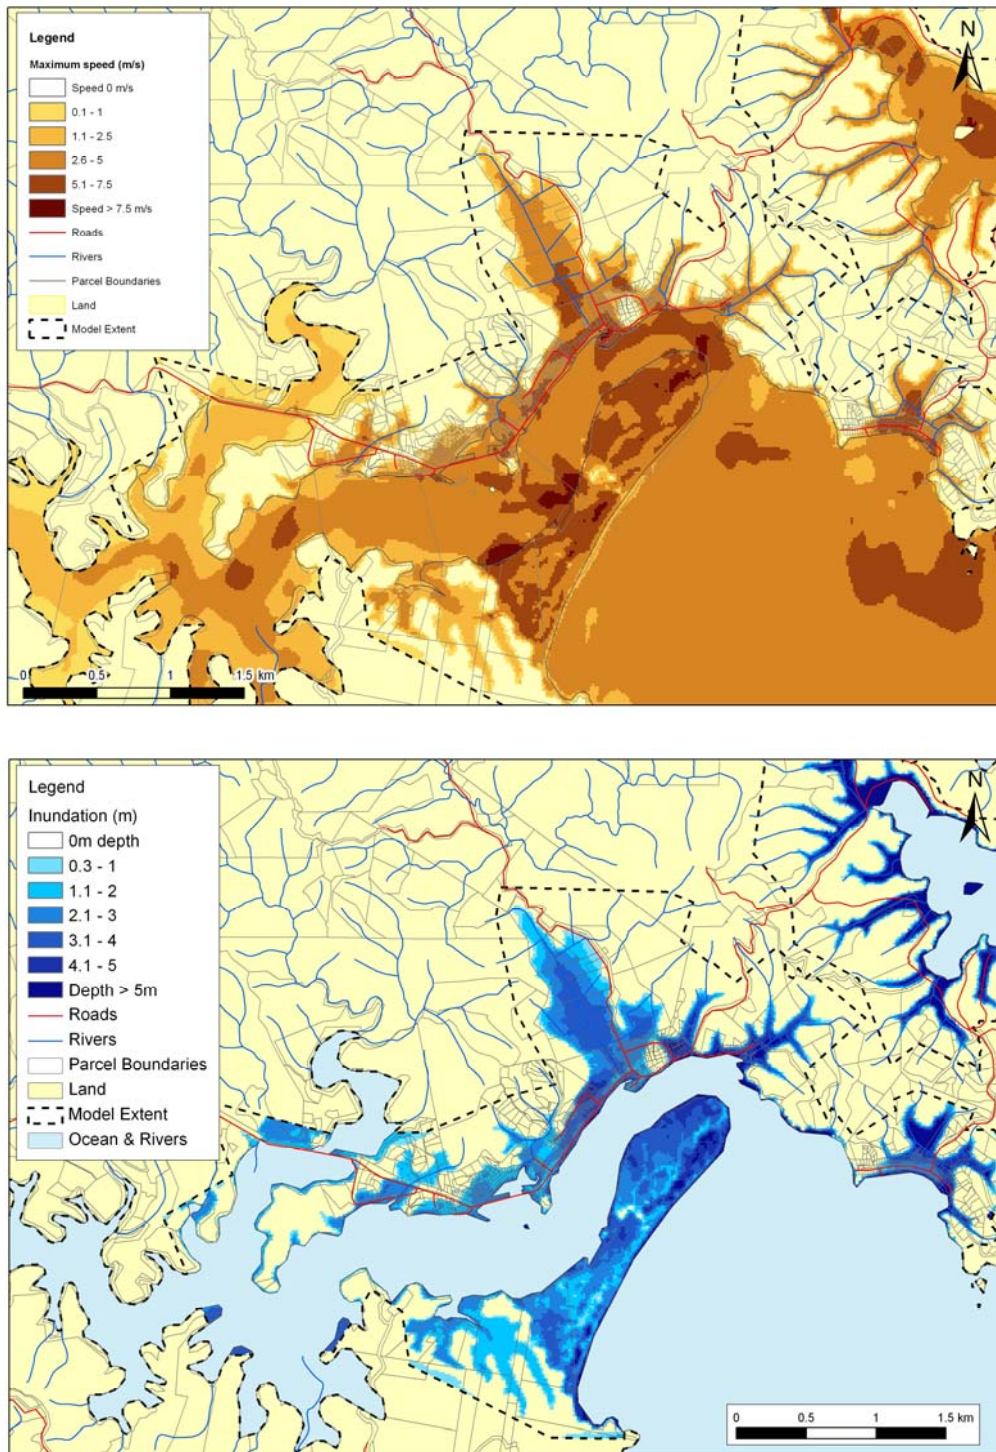 Legend
N
Maximum speed (m/s)
Speed 0 m/s
0.1 - 1
1.1 - 2.5
2.6 - 5
5.1 - 7.5
Speed > 7.5 m/s
Roads
Rivers
Parcel Boundaries
Land
Model Extent
0 0.5 1 1.5 km
Legend
N
Inundation (m)
0m depth
0.3 - 1
1.1 - 2
2.1 - 3
3.1 - 4
4.1 - 5
Depth > 5m
Roads
Rivers
Parcel Boundaries
Land
Model Extent
Ocean & Rivers
0 0.5 1 1.5 km